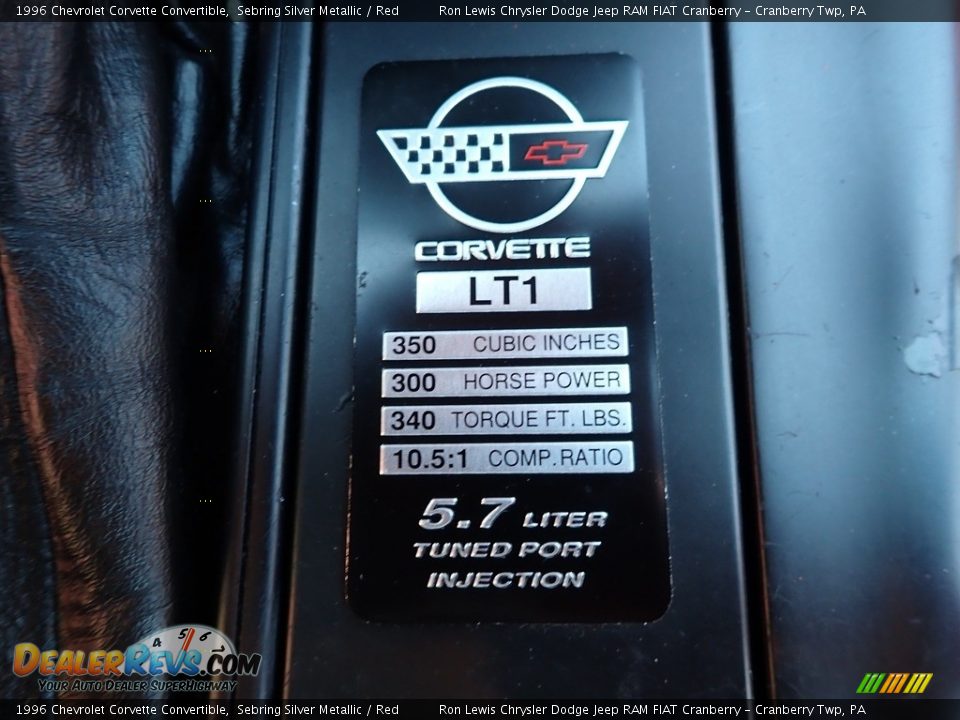 1996 Chevrolet Corvette Convertible, Sebring Silver Metallic / Red Ron Lewis Chrysler Dodge Jeep RAM FIAT Cranberry - Cranberry Twp, PA
CORVETTE
LT1
350 CUBIC INCHES
300 HORSE POWER
340 TORQUE FT. LBS.
10.5:1 COMP.RATIO
5.7 LITER
TUNED PORT
INJECTION
4 5 6
DealerRevs.com
Your Auto Dealer SuperHighway
1996 Chevrolet Corvette Convertible, Sebring Silver Metallic / Red Ron Lewis Chrysler Dodge Jeep RAM FIAT Cranberry - Cranberry Twp, PA